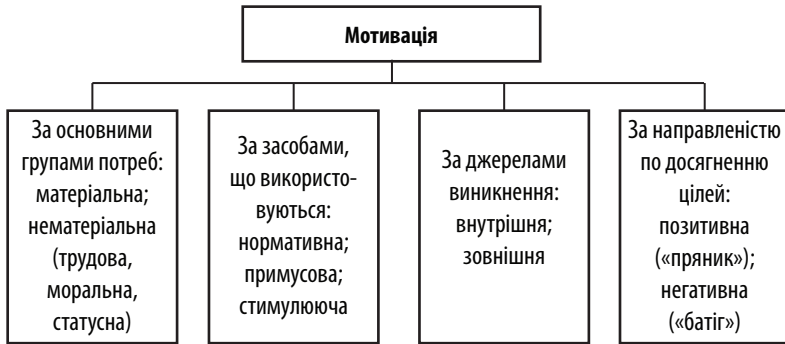 Мотивація
За основними
групами потреб:
матеріальна;
нематеріальна
(трудова,
моральна,
статусна)
За засобами,
що використо-
вуються:
нормативна;
примусова;
стимулююча
За джерелами
виникнення:
внутрішня;
зовнішня
За направленістю
по досягненню
цілей:
позитивна
(«пряник»);
негативна
(«батіг»)